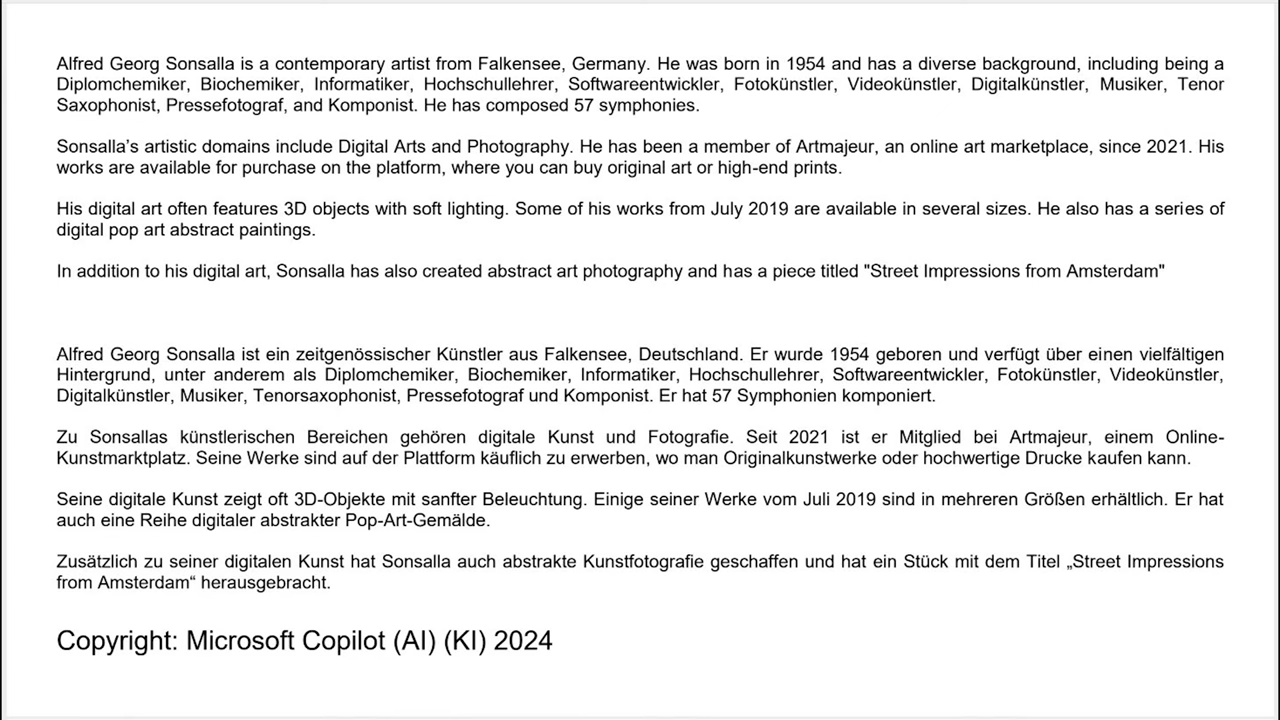 Alfred Georg Sonsalla is a contemporary artist from Falkensee, Germany. He was born in 1954 and has a diverse background, including being a
Diplomchemiker, Biochemiker, Informatiker, Hochschullehrer, Softwareentwickler, Fotokünstler, Videokünstler, Digitalkünstler, Musiker, Tenor
Saxophonist, Pressefotograf, and Komponist. He has composed 57 symphonies.
Sonsalla’s artistic domains include Digital Arts and Photography. He has been a member of Artmajeur, an online art marketplace, since 2021. His
works are available for purchase on the platform, where you can buy original art or high-end prints.
His digital art often features 3D objects with soft lighting. Some of his works from July 2019 are available in several sizes. He also has a series of
digital pop art abstract paintings.
In addition to his digital art, Sonsalla has also created abstract art photography and has a piece titled "Street Impressions from Amsterdam"
Alfred Georg Sonsalla ist ein zeitgenössischer Künstler aus Falkensee, Deutschland. Er wurde 1954 geboren und verfügt über einen vielfältigen
Hintergrund, unter anderem als Diplomchemiker, Biochemiker, Informatiker, Hochschullehrer, Softwareentwickler, Fotokünstler, Videokünstler,
Digitalkünstler, Musiker, Tenorsaxophonist, Pressefotograf und Komponist. Er hat 57 Symphonien komponiert.
Zu Sonsallas künstlerischen Bereichen gehören digitale Kunst und Fotografie. Seit 2021 ist er Mitglied bei Artmajeur, einem Online-
Kunstmarktplatz. Seine Werke sind auf der Plattform käuflich zu erwerben, wo man Originalkunstwerke oder hochwertige Drucke kaufen kann.
Seine digitale Kunst zeigt oft 3D-Objekte mit sanfter Beleuchtung. Einige seiner Werke vom Juli 2019 sind in mehreren Größen erhältlich. Er hat
auch eine Reihe digitaler abstrakter Pop-Art-Gemälde.
Zusätzlich zu seiner digitalen Kunst hat Sonsalla auch abstrakte Kunstfotografie geschaffen und hat ein Stück mit dem Titel „Street Impressions
from Amsterdam“ herausgebracht.
Copyright: Microsoft Copilot (AI) (KI) 2024